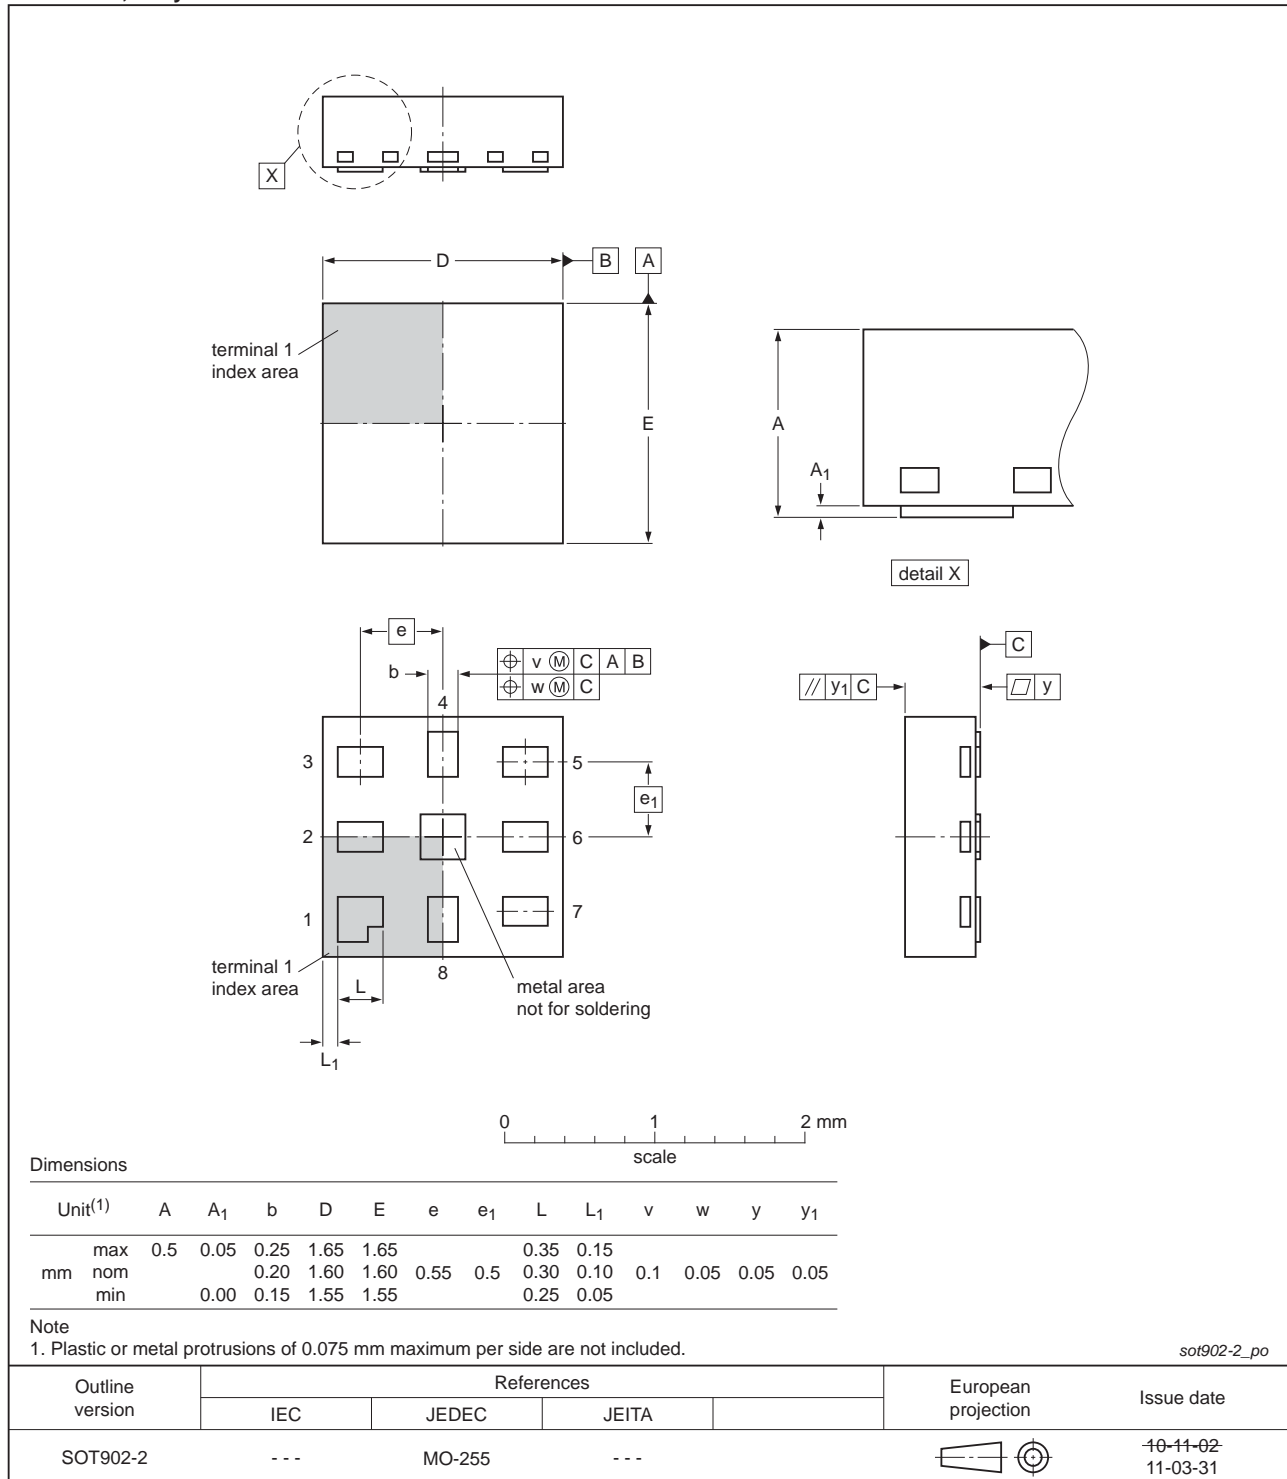 X
D
B
A
terminal 1
index area
E
A
A1
detail X
e
b
v M C A B
w M C
4
// y1 C
C
y
3
5
e1
2
6
1
7
terminal 1
index area
L
8
metal area
not for soldering
L1
0 1 2 mm
scale
Dimensions
Unit(1) A A1 b D E e e1 L L1 v w y y1
max 0.5 0.05 0.25 1.65 1.65 0.35 0.15
mm nom 0.20 1.60 1.60 0.55 0.5 0.30 0.10 0.1 0.05 0.05 0.05
min 0.00 0.15 1.55 1.55 0.25 0.05
Note
1. Plastic or metal protrusions of 0.075 mm maximum per side are not included.
sot902-2_po
Outline version References European projection Issue date
IEC JEDEC JEITA
SOT902-2 - - - MO-255 - - - 10-11-02
11-03-31